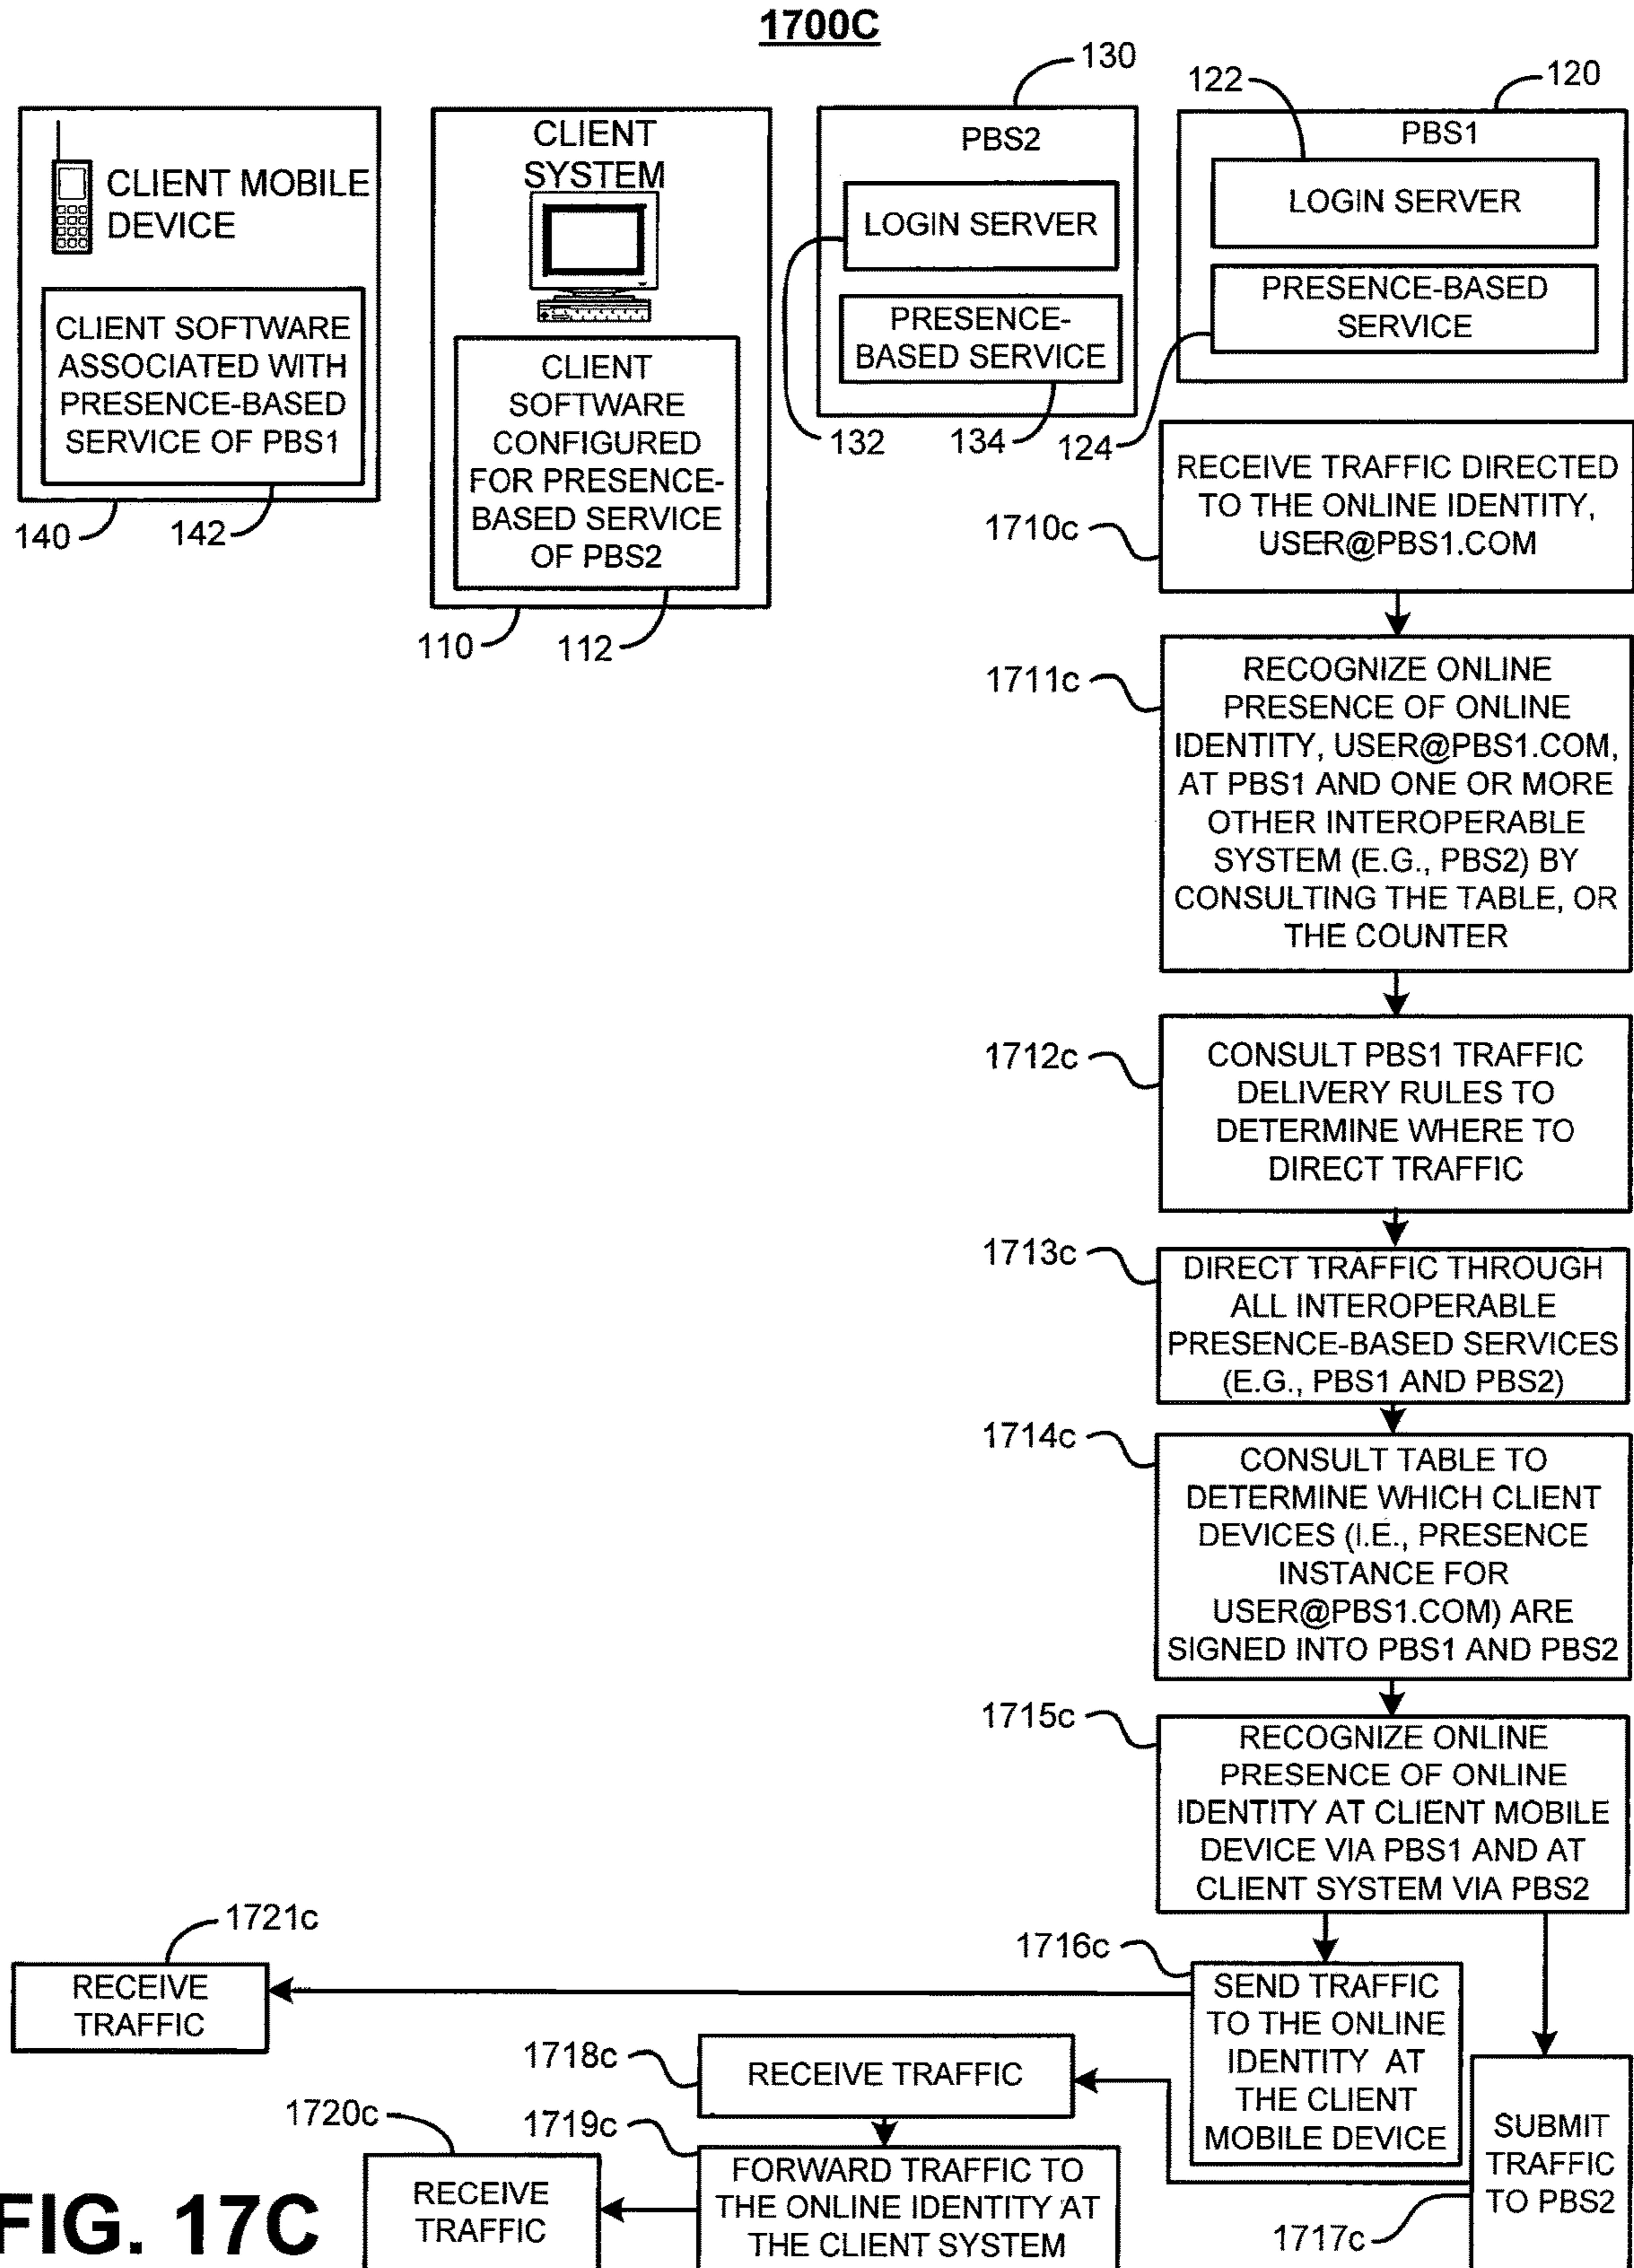 1700C
130
122
120
CLIENT MOBILE
DEVICE
CLIENT SOFTWARE
ASSOCIATED WITH
PRESENCE-BASED
SERVICE OF PBS1
140
142
CLIENT
SYSTEM
CLIENT
SOFTWARE
CONFIGURED
FOR PRESENCE-
BASED SERVICE
OF PBS2
110
112
PBS2
LOGIN SERVER
PRESENCE-
BASED SERVICE
132
134
PBS1
LOGIN SERVER
PRESENCE-BASED
SERVICE
124
1710c
RECEIVE TRAFFIC DIRECTED
TO THE ONLINE IDENTITY,
USER@PBS1.COM
1711c
RECOGNIZE ONLINE
PRESENCE OF ONLINE
IDENTITY, USER@PBS1.COM,
AT PBS1 AND ONE OR MORE
OTHER INTEROPERABLE
SYSTEM (E.G., PBS2) BY
CONSULTING THE TABLE, OR
THE COUNTER
1712c
CONSULT PBS1 TRAFFIC
DELIVERY RULES TO
DETERMINE WHERE TO
DIRECT TRAFFIC
1713c
DIRECT TRAFFIC THROUGH
ALL INTEROPERABLE
PRESENCE-BASED SERVICES
(E.G., PBS1 AND PBS2)
1714c
CONSULT TABLE TO
DETERMINE WHICH CLIENT
DEVICES (I.E., PRESENCE
INSTANCE FOR
USER@PBS1.COM) ARE
SIGNED INTO PBS1 AND PBS2
1715c
RECOGNIZE ONLINE
PRESENCE OF ONLINE
IDENTITY AT CLIENT MOBILE
DEVICE VIA PBS1 AND AT
CLIENT SYSTEM VIA PBS2
1716c
SEND TRAFFIC
TO THE ONLINE
IDENTITY AT
THE CLIENT
MOBILE DEVICE
1721c
RECEIVE
TRAFFIC
1717c
SUBMIT
TRAFFIC
TO PBS2
1718c
RECEIVE TRAFFIC
1719c
FORWARD TRAFFIC TO
THE ONLINE IDENTITY AT
THE CLIENT SYSTEM
1720c
RECEIVE
TRAFFIC
FIG. 17C